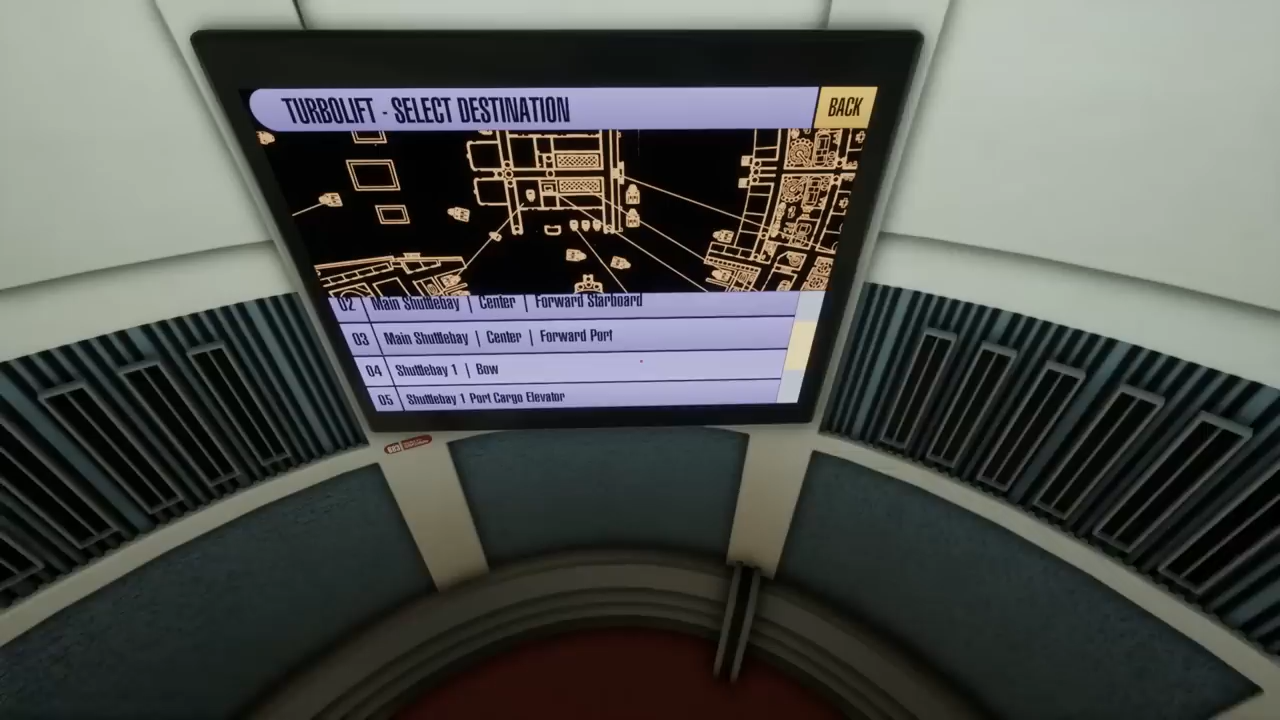 TURBOLIFT - SELECT DESTINATION
BACK
02 | Main Shuttlebay | Center | Forward Starboard
03 | Main Shuttlebay | Center | Forward Port
04 | Shuttlebay 1 | Bow
05 | Shuttlebay 1 Port Cargo Elevator